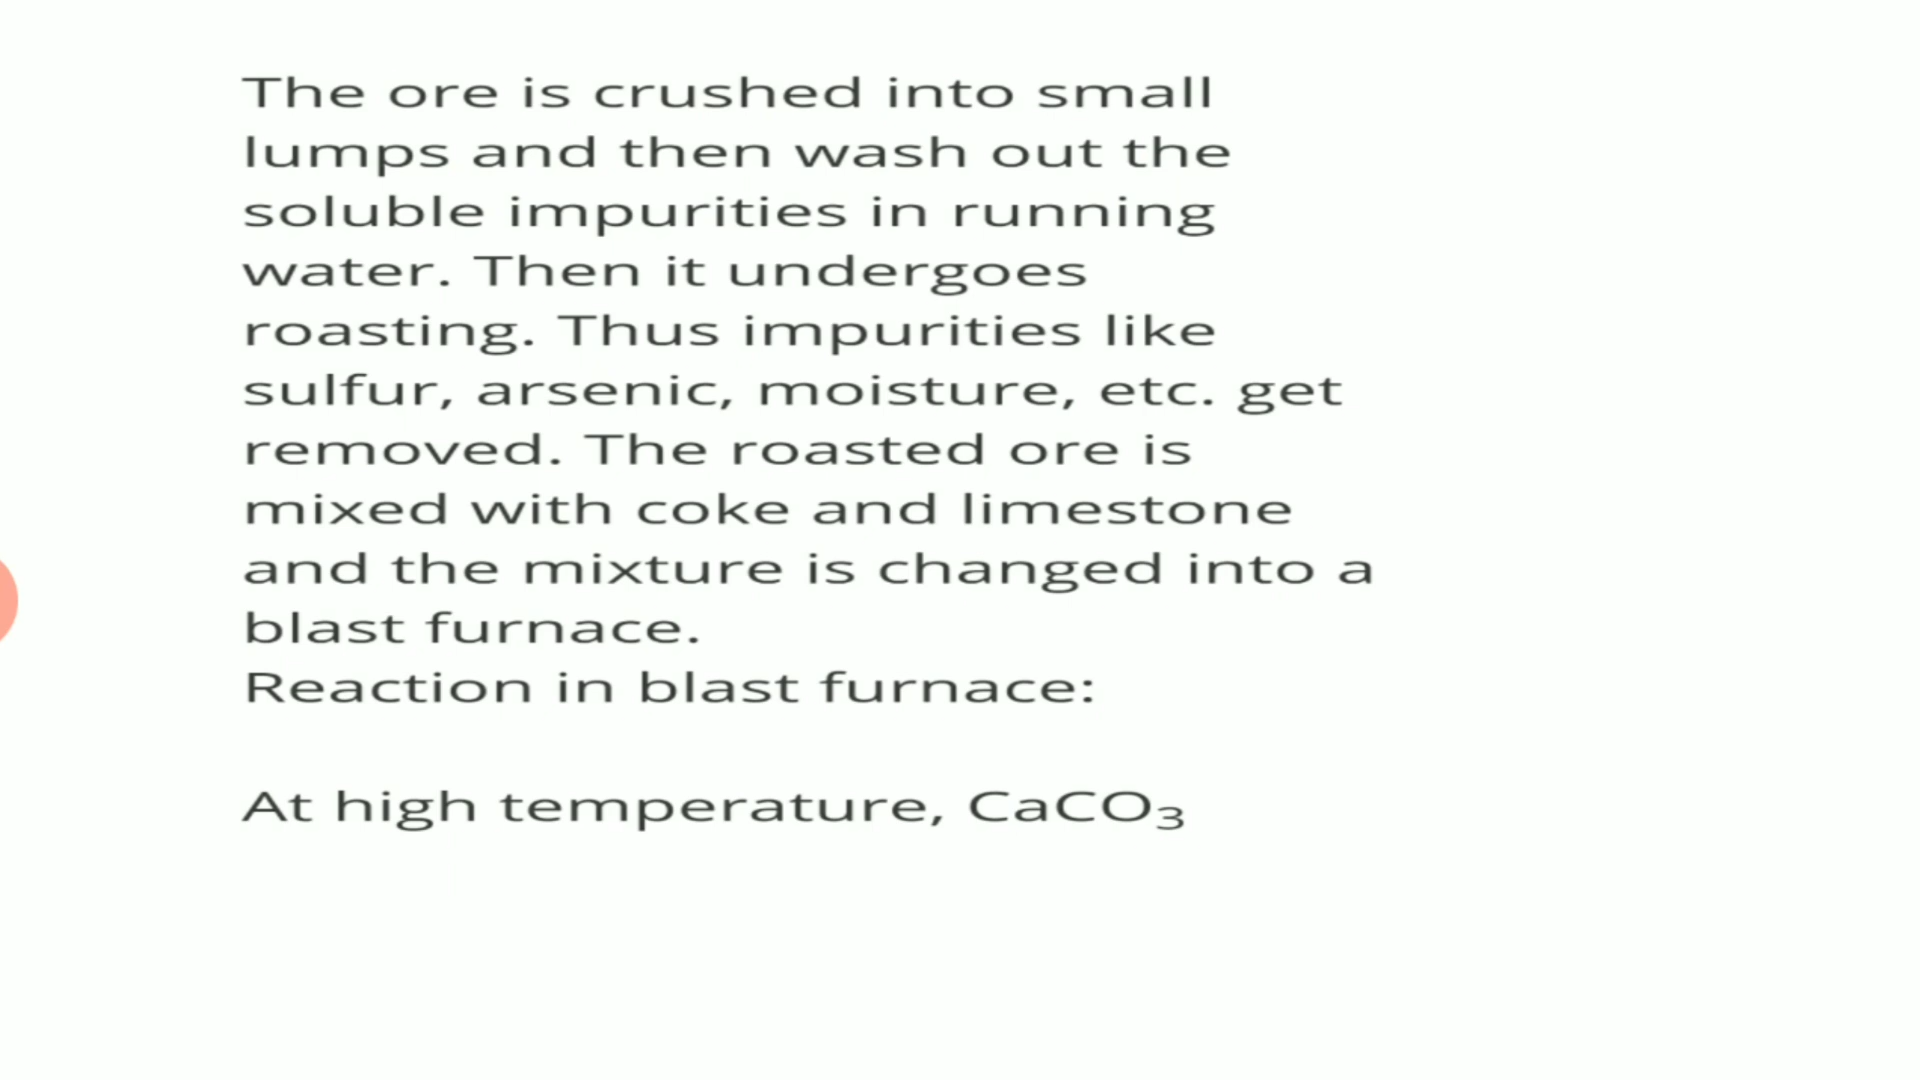 The ore is crushed into small
lumps and then wash out the
soluble impurities in running
water. Then it undergoes
roasting. Thus impurities like
sulfur, arsenic, moisture, etc. get
removed. The roasted ore is
mixed with coke and limestone
and the mixture is changed into a
blast furnace.
Reaction in blast furnace:
At high temperature, CaCO₃